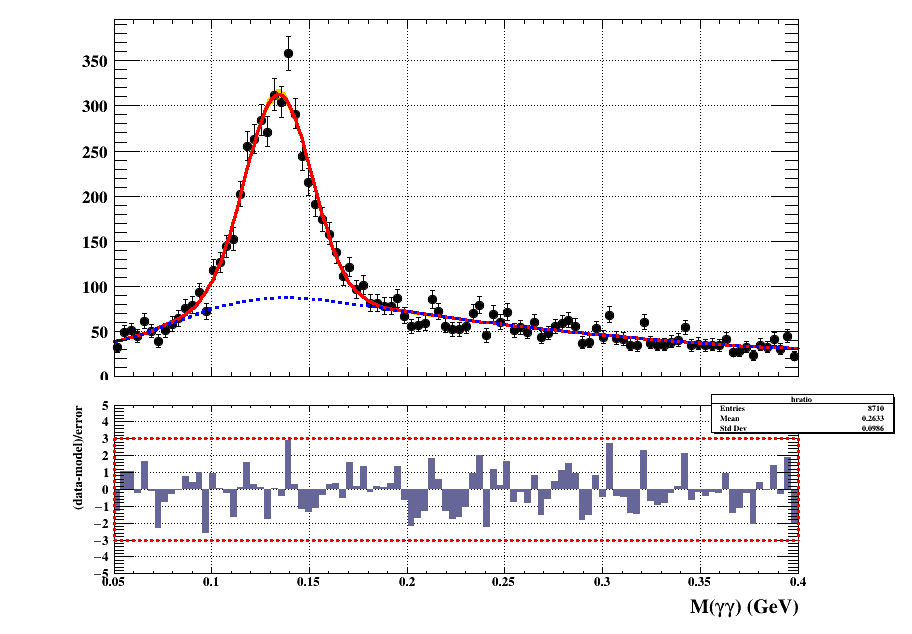 350
300
250
200
150
100
50
0
hratio
Entries 8710
Mean 0.2633
Std Dev 0.0986
(data-model)/error
5
4
3
2
1
0
−1
−2
−3
−4
−5
0.05 0.1 0.15 0.2 0.25 0.3 0.35 0.4
M(γγ) (GeV)